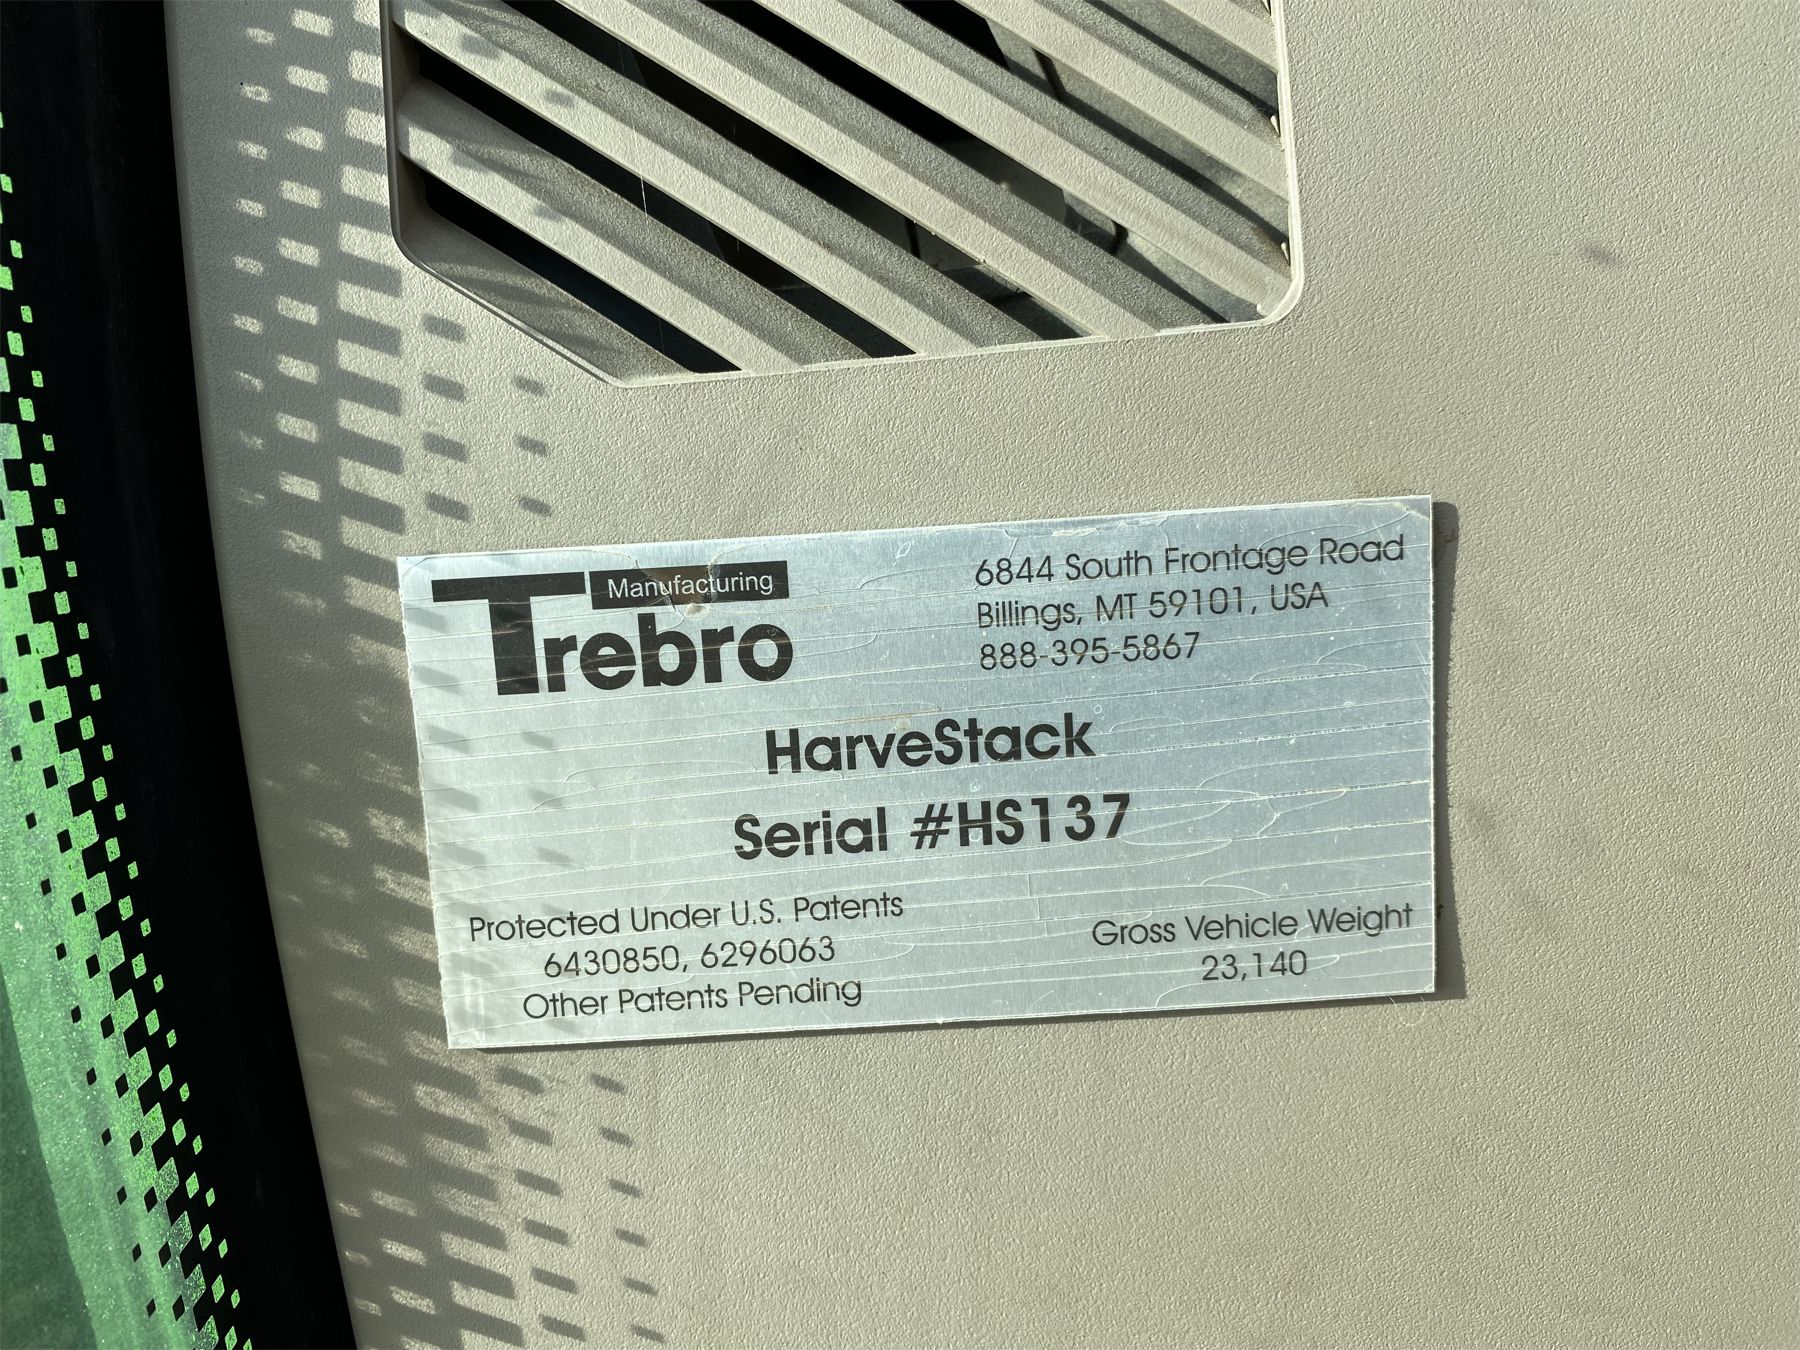 Manufacturing
Trebro
6844 South Frontage Road
Billings, MT 59101, USA
888-395-5867
HarveStack
Serial #HS137
Protected Under U.S. Patents
6430850, 6296063
Other Patents Pending
Gross Vehicle Weight
23,140